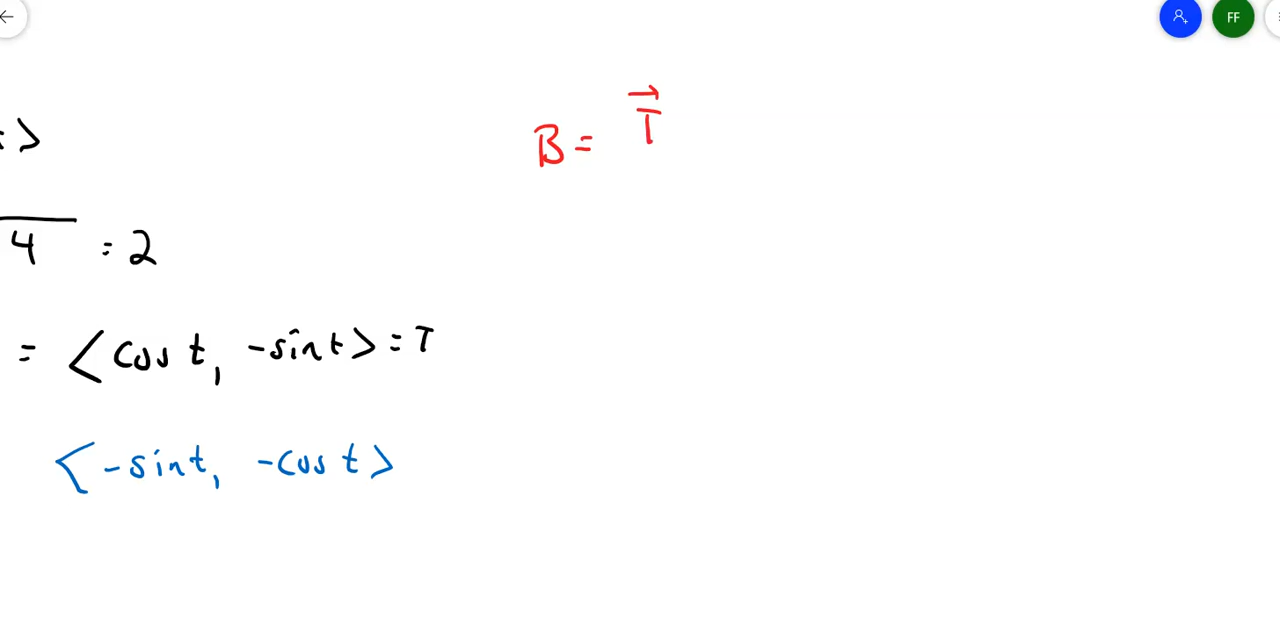 FF
B = T⃗
>
4 = 2
= <cos t, -sin t> = T
<-sin t, -cos t>